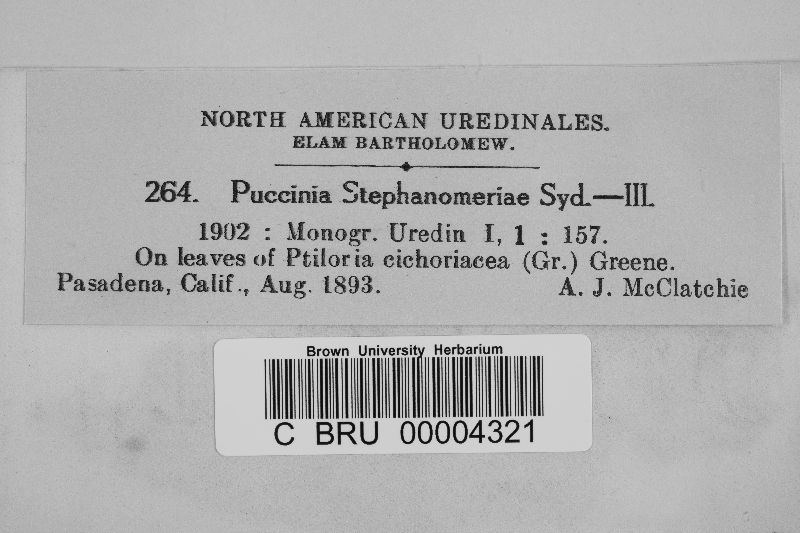 NORTH AMERICAN UREDINALES.
ELAM BARTHOLOMEW.
264. Puccinia Stephanomeriae Syd.—III.
1902 : Monogr. Uredin I, 1 : 157.
On leaves of Ptiloria cichoriacea (Gr.) Greene.
Pasadena, Calif., Aug. 1893. A. J. McClatchie
Brown University Herbarium
C BRU 00004321